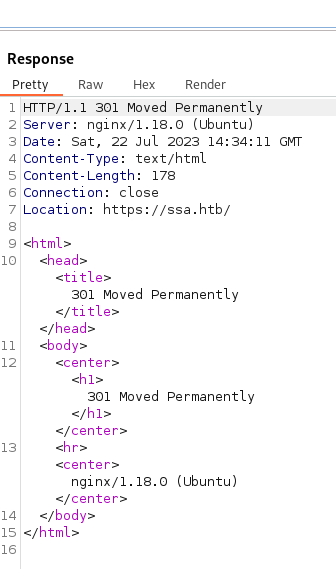 Response
Pretty Raw Hex Render
1 HTTP/1.1 301 Moved Permanently
2 Server: nginx/1.18.0 (Ubuntu)
3 Date: Sat, 22 Jul 2023 14:34:11 GMT
4 Content-Type: text/html
5 Content-Length: 178
6 Connection: close
7 Location: https://ssa.htb/
8
9 <html>
10 <head>
<title>
301 Moved Permanently
</title>
</head>
11 <body>
12 <center>
<h1>
301 Moved Permanently
</h1>
</center>
13 <hr>
<center>
nginx/1.18.0 (Ubuntu)
</center>
14 </body>
15 </html>
16